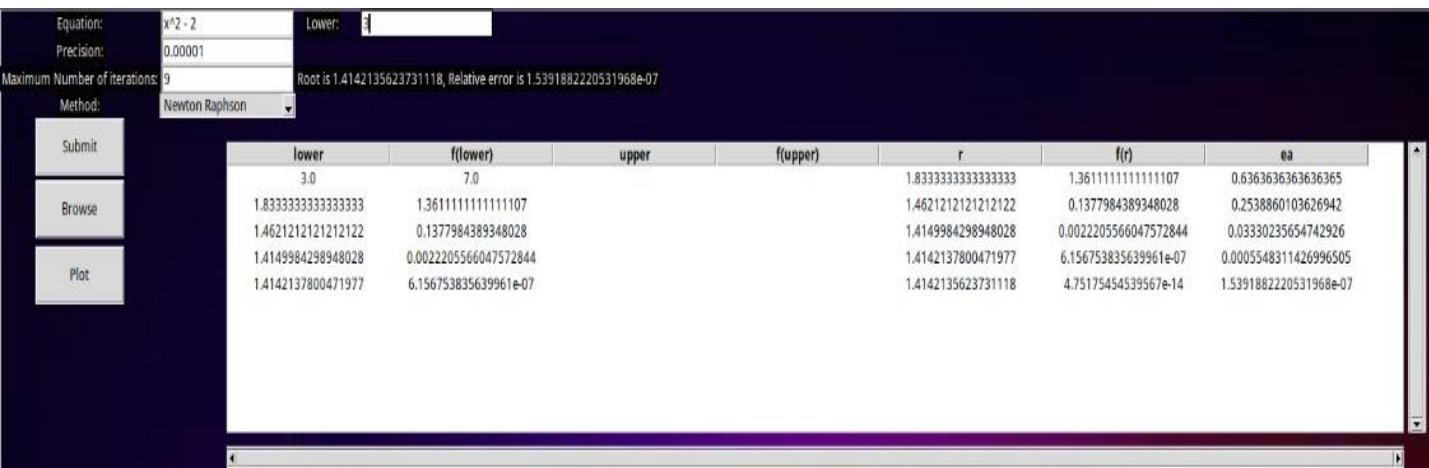 Equation: x^2 - 2 Lower: 3
Precision: 0.00001
Maximum Number of iterations: 9 Root is 1.4142135623731118, Relative error is 1.5391882220531968e-07
Method: Newton Raphson
Submit
Browse
Plot
lower f(lower) upper f(upper) r f(r) ea
3.0 7.0 1.8333333333333333 1.3611111111111107 0.6363636363636365
1.8333333333333333 1.3611111111111107 1.4621212121212122 0.1377984389348028 0.2538860103626942
1.4621212121212122 0.1377984389348028 1.4149984298948028 0.0022205566047572844 0.03330235654742926
1.4149984298948028 0.0022205566047572844 1.4142137800471977 6.156753835639961e-07 0.0005548311426996505
1.4142137800471977 6.156753835639961e-07 1.4142135623731118 4.75175454539567e-14 1.5391882220531968e-07